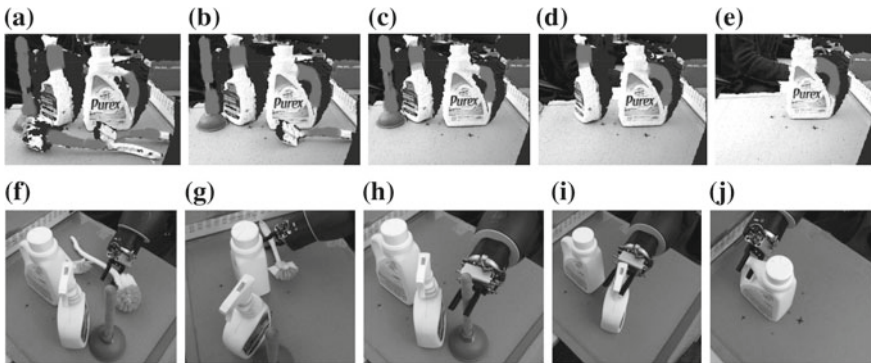 (a) (b) (c) (d) (e)
Purex Purex Purex Purex Purex
(f) (g) (h) (i) (j)